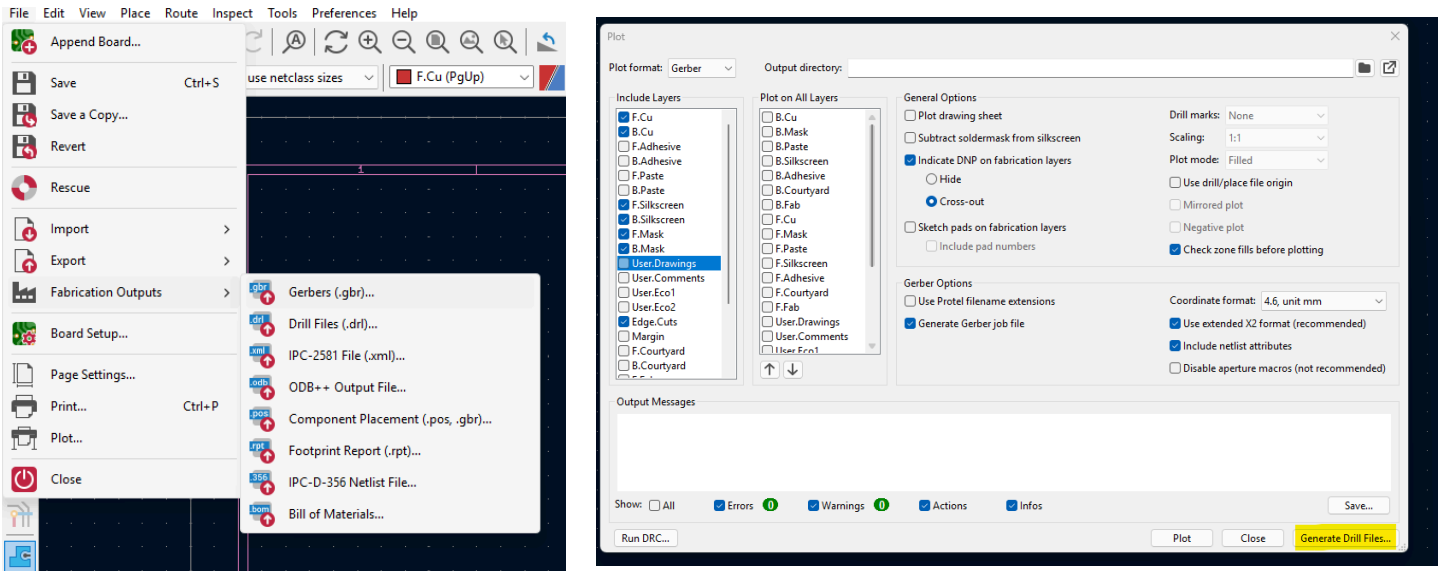 File Edit View Place Route Inspect Tools Preferences Help
Append Board...
Save Ctrl+S
Save a Copy...
Revert
Rescue
Import
Export
Fabrication Outputs
Board Setup...
Page Settings...
Print... Ctrl+P
Plot...
Close
use netclass sizes F.Cu (PgUp)
1
Gerbers (.gbr)...
Drill Files (.drl)...
IPC-2581 File (.xml)...
ODB++ Output File...
Component Placement (.pos, .gbr)...
Footprint Report (.rpt)...
IPC-D-356 Netlist File...
Bill of Materials...
.gbr
.drl
.xml
.odb
.pos
.rpt
.356
.bom
Plot
Plot format: Gerber Output directory:
Include Layers
F.Cu
B.Cu
F.Adhesive
B.Adhesive
F.Paste
B.Paste
F.Silkscreen
B.Silkscreen
F.Mask
B.Mask
User.Drawings
User.Comments
User.Eco1
User.Eco2
Edge.Cuts
Margin
F.Courtyard
B.Courtyard
Plot on All Layers
B.Cu
B.Mask
B.Paste
B.Silkscreen
B.Adhesive
B.Courtyard
B.Fab
F.Cu
F.Mask
F.Paste
F.Silkscreen
F.Adhesive
F.Courtyard
F.Fab
User.Drawings
User.Comments
User.Eco1
General Options
Plot drawing sheet
Subtract soldermask from silkscreen
Indicate DNP on fabrication layers
Hide
Cross-out
Sketch pads on fabrication layers
Include pad numbers
Drill marks: None
Scaling: 1:1
Plot mode: Filled
Use drill/place file origin
Mirrored plot
Negative plot
Check zone fills before plotting
Gerber Options
Use Protel filename extensions
Generate Gerber job file
Coordinate format: 4.6, unit mm
Use extended X2 format (recommended)
Include netlist attributes
Disable aperture macros (not recommended)
Output Messages
Show: All Errors 0 Warnings 0 Actions Infos Save...
Run DRC... Plot Close Generate Drill Files...